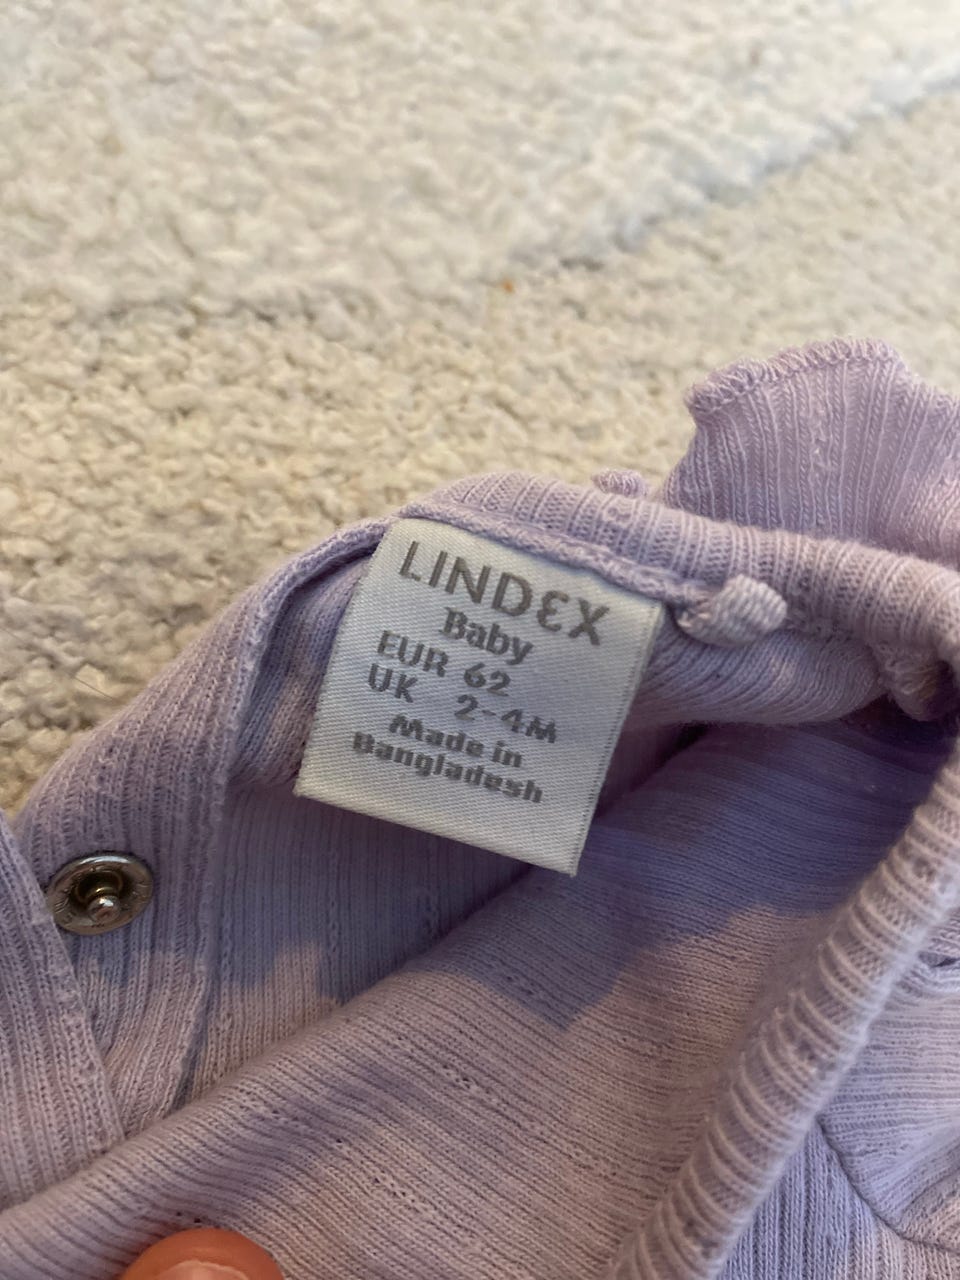 LINDEX
Baby
EUR 62
UK 2-4M
Made in
Bangladesh